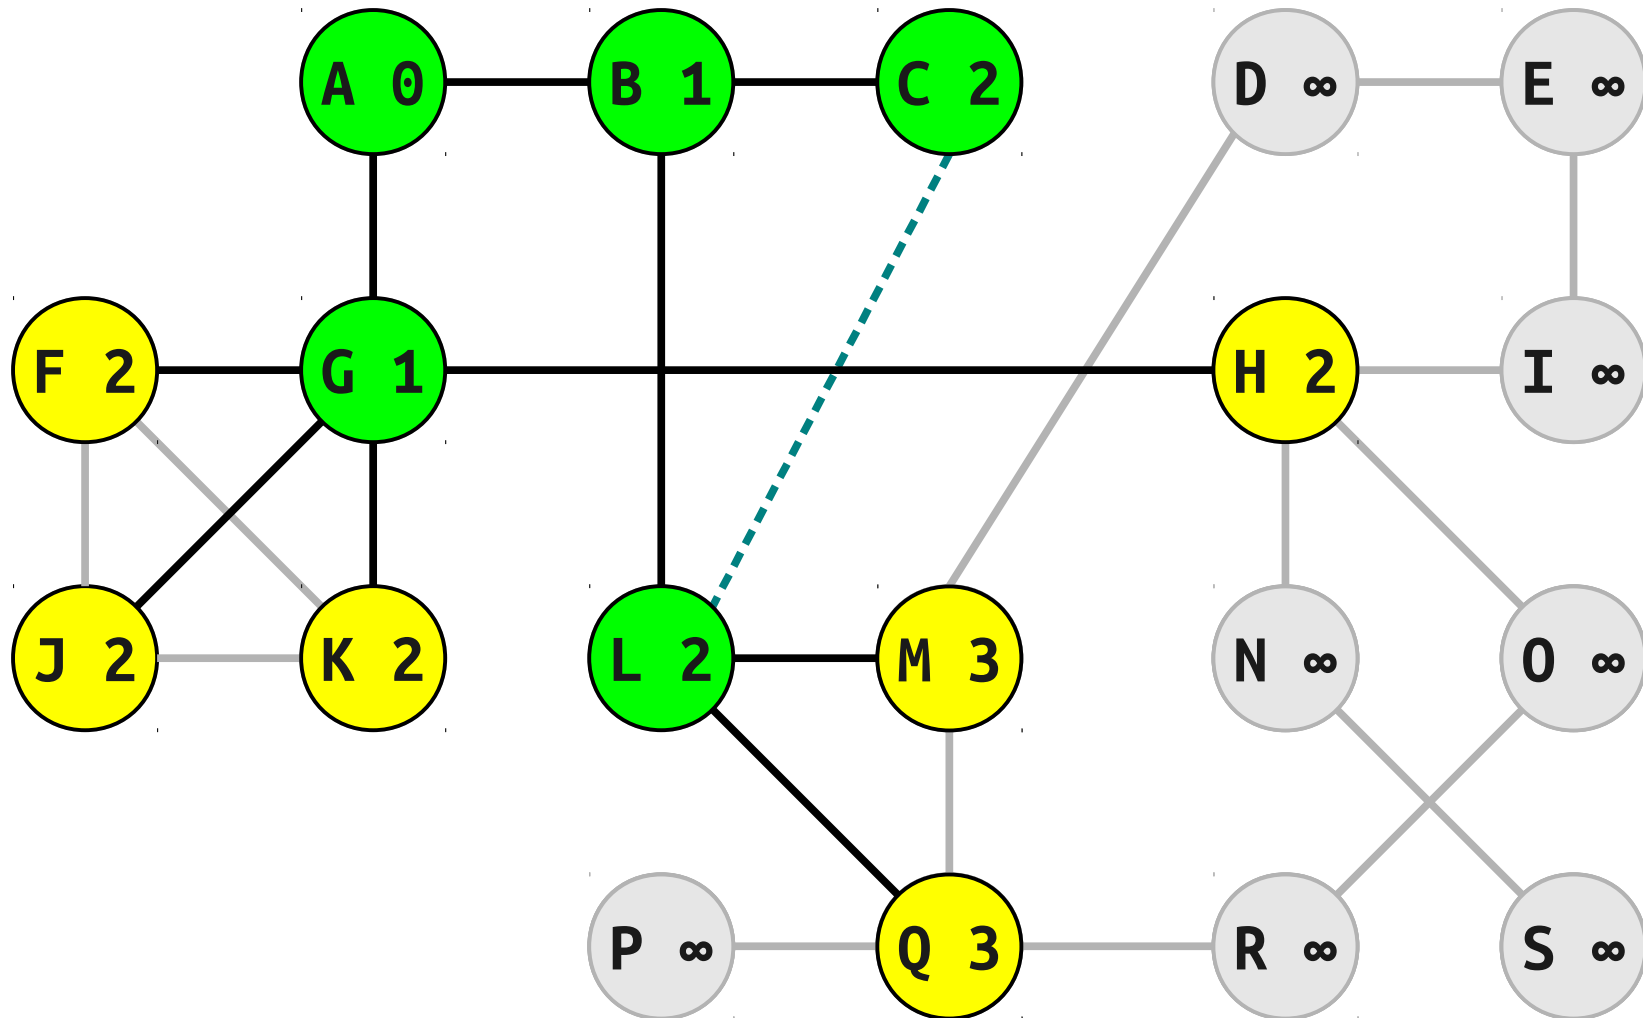 A 0 B 1 C 2 D ∞ E ∞
F 2 G 1 H 2 I ∞
J 2 K 2 L 2 M 3 N ∞ O ∞
P ∞ Q 3 R ∞ S ∞